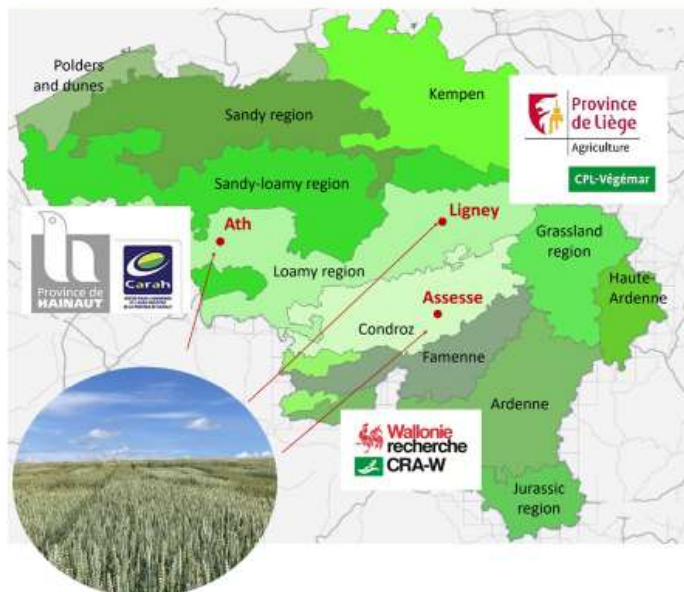 Polders
and dunes
Sandy region
Kempen
Province
de Liège
Agriculture
CPL-Végémar
Sandy-loamy region
Ath
Ligney
Province de
HAINAUT
Carah
Loamy region
Grassland
region
Haute-
Ardenne
Assesse
Condroz
Famenne
Ardenne
Wallonie
recherche
CRA-W
Jurassic
region